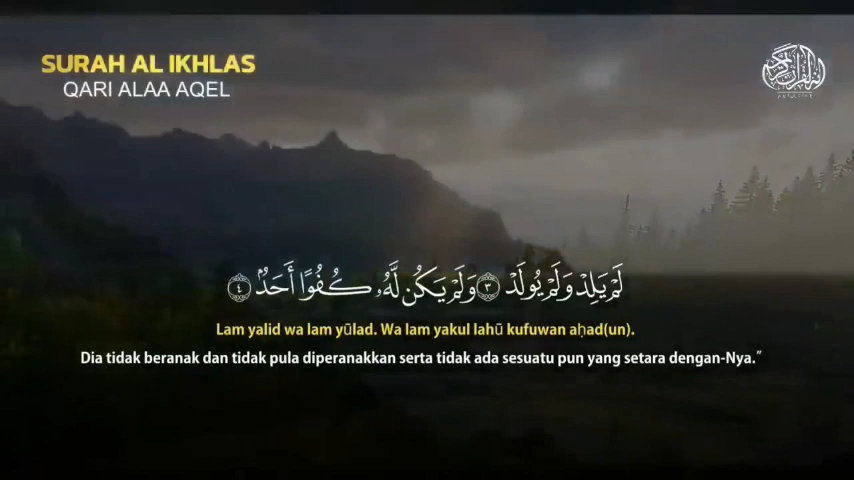 SURAH AL IKHLAS
QARI ALAA AQEL
لَمْ يَلِدْ وَلَمْ يُولَدْ ۝٣ وَلَمْ يَكُن لَّهُۥ كُفُوًا أَحَدٌۢ ۝٤
Lam yalid wa lam yūlad. Wa lam yakul lahū kufuwan aḥad(un).
Dia tidak beranak dan tidak pula diperanakkan serta tidak ada sesuatu pun yang setara dengan-Nya.”